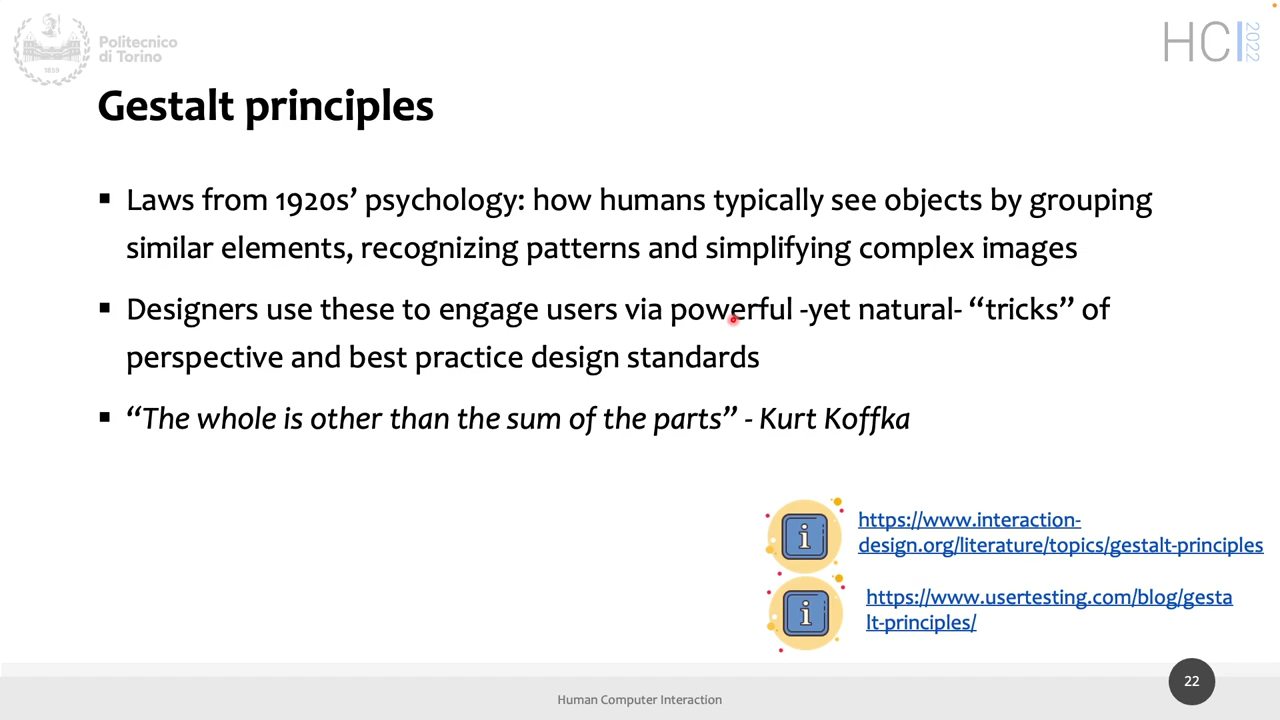 Politecnico
di Torino
1859
HCI
2022
Gestalt principles
▪ Laws from 1920s’ psychology: how humans typically see objects by grouping
similar elements, recognizing patterns and simplifying complex images
▪ Designers use these to engage users via powerful -yet natural- “tricks” of
perspective and best practice design standards
▪ “The whole is other than the sum of the parts” - Kurt Koffka
https://www.interaction-
design.org/literature/topics/gestalt-principles
https://www.usertesting.com/blog/gesta
lt-principles/
22
Human Computer Interaction